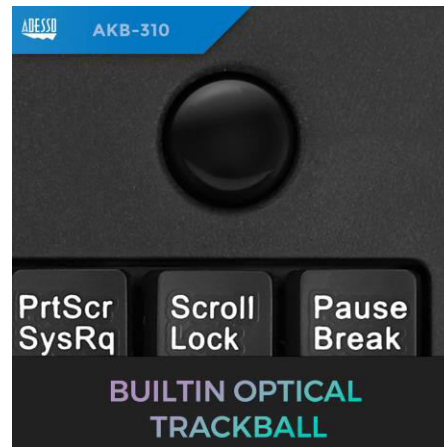 ADESSO AKB-310
PrtScr Scroll Pause
SysRq Lock Break
BUILTIN OPTICAL
TRACKBALL